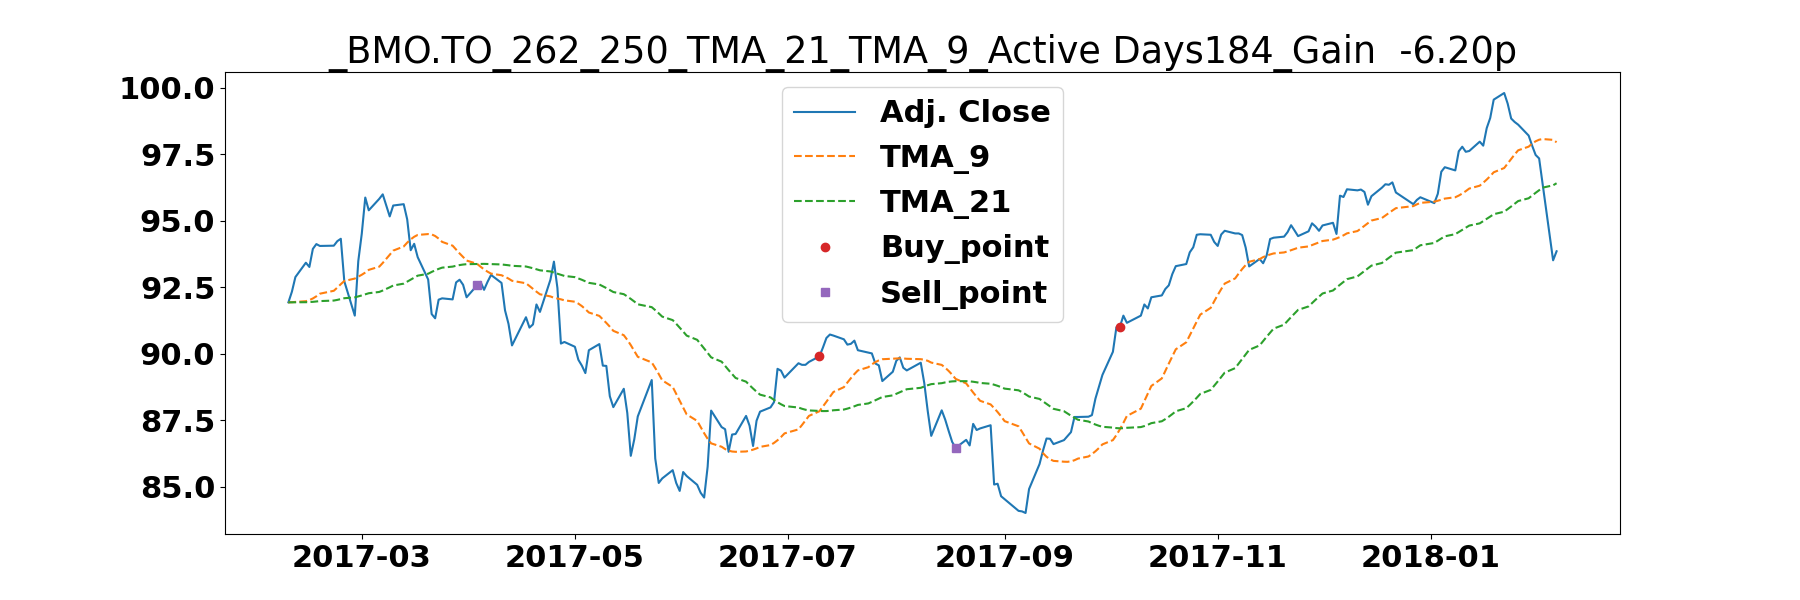 _BMO.TO_262_250_TMA_21_TMA_9_Active Days184_Gain  -6.20p
100.0
97.5
95.0
92.5
90.0
87.5
85.0
Adj. Close
TMA_9
TMA_21
Buy_point
Sell_point
2017-03 2017-05 2017-07 2017-09 2017-11 2018-01